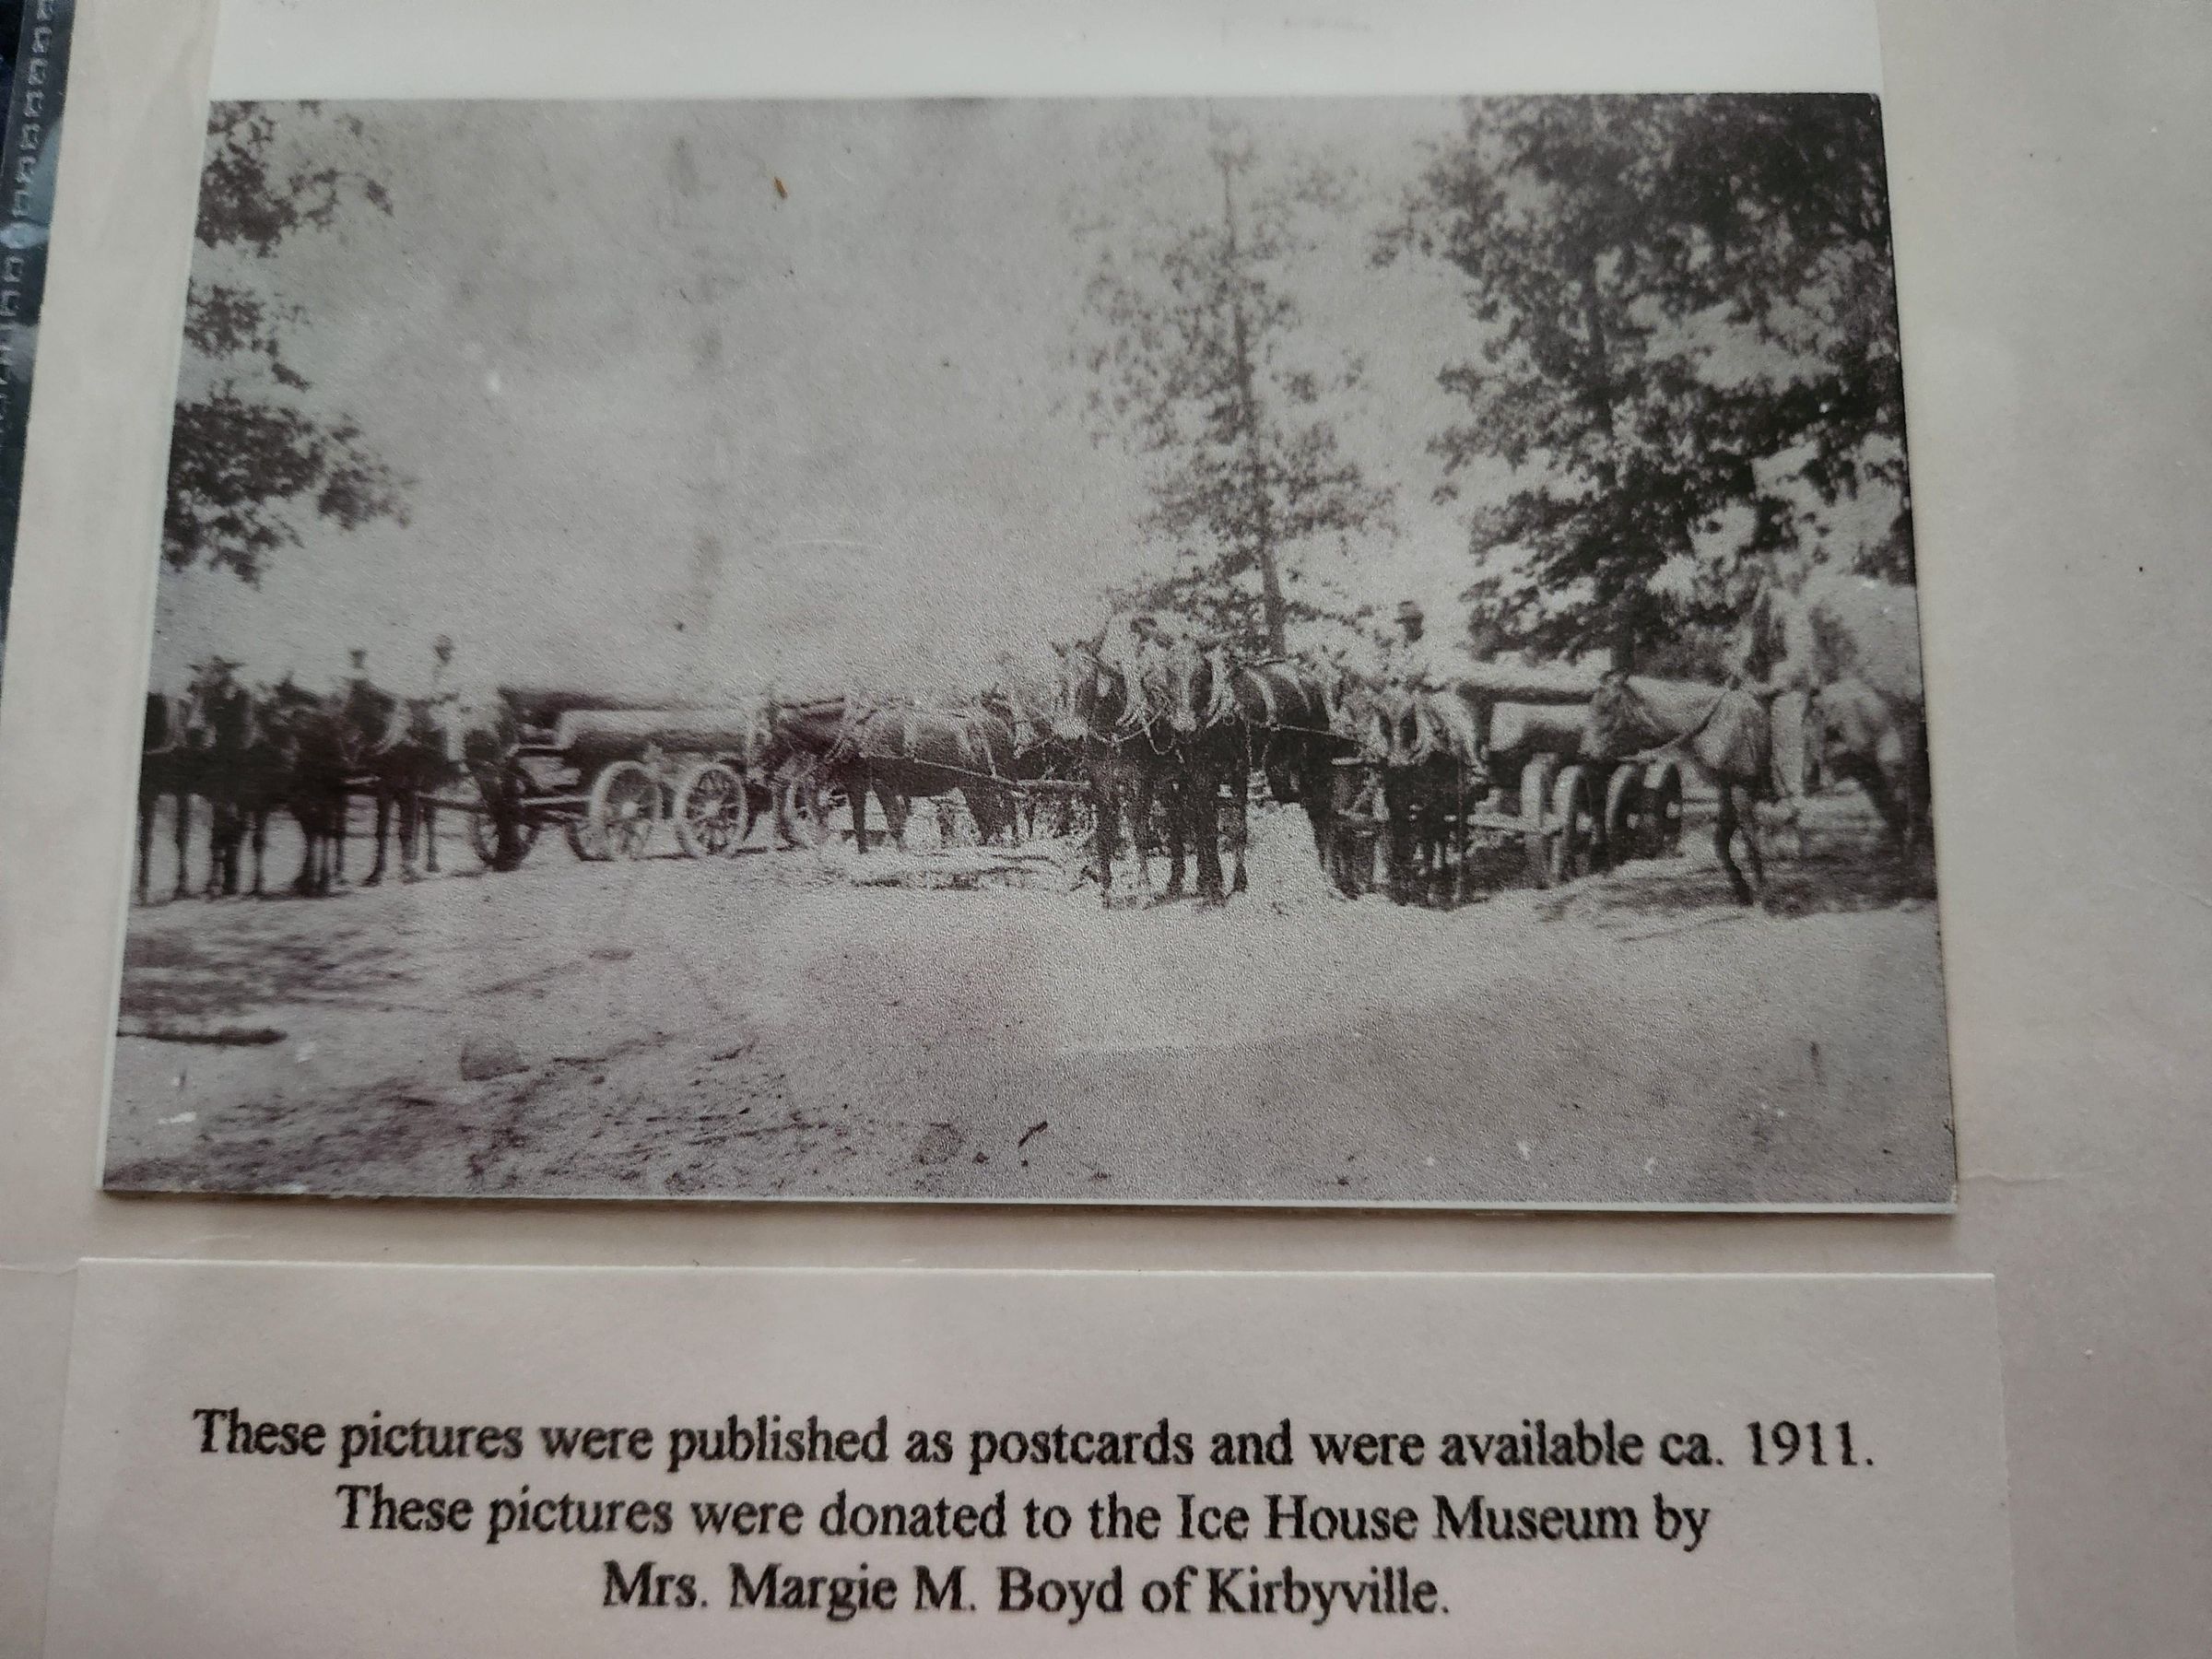 These pictures were published as postcards and were available ca. 1911.
These pictures were donated to the Ice House Museum by
Mrs. Margie M. Boyd of Kirbyville.